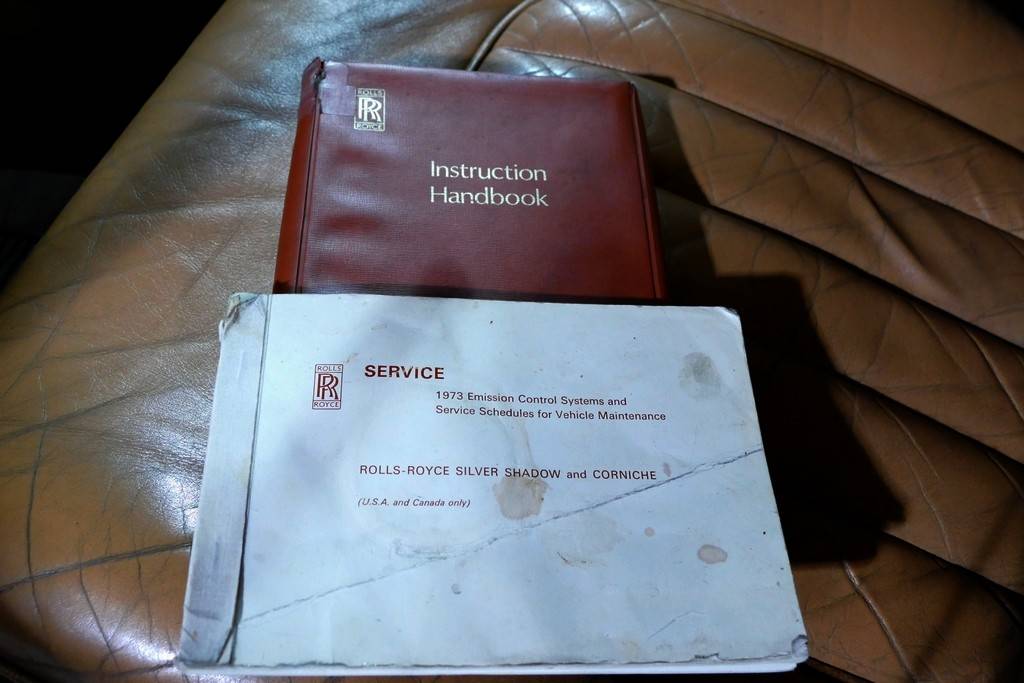 ROLLS
RR
ROYCE
Instruction
Handbook
ROLLS
RR
ROYCE
SERVICE
1973 Emission Control Systems and
Service Schedules for Vehicle Maintenance
ROLLS-ROYCE SILVER SHADOW and CORNICHE
(U.S.A. and Canada only)